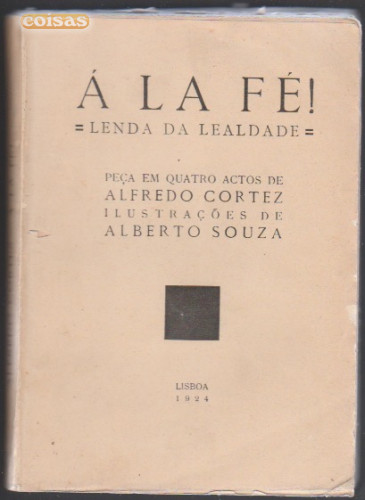 coisas
Á LA FÉ!
= LENDA DA LEALDADE =
PEÇA EM QUATRO ACTOS DE
ALFREDO CORTEZ
ILUSTRAÇÕES DE
ALBERTO SOUZA
LISBOA
1924